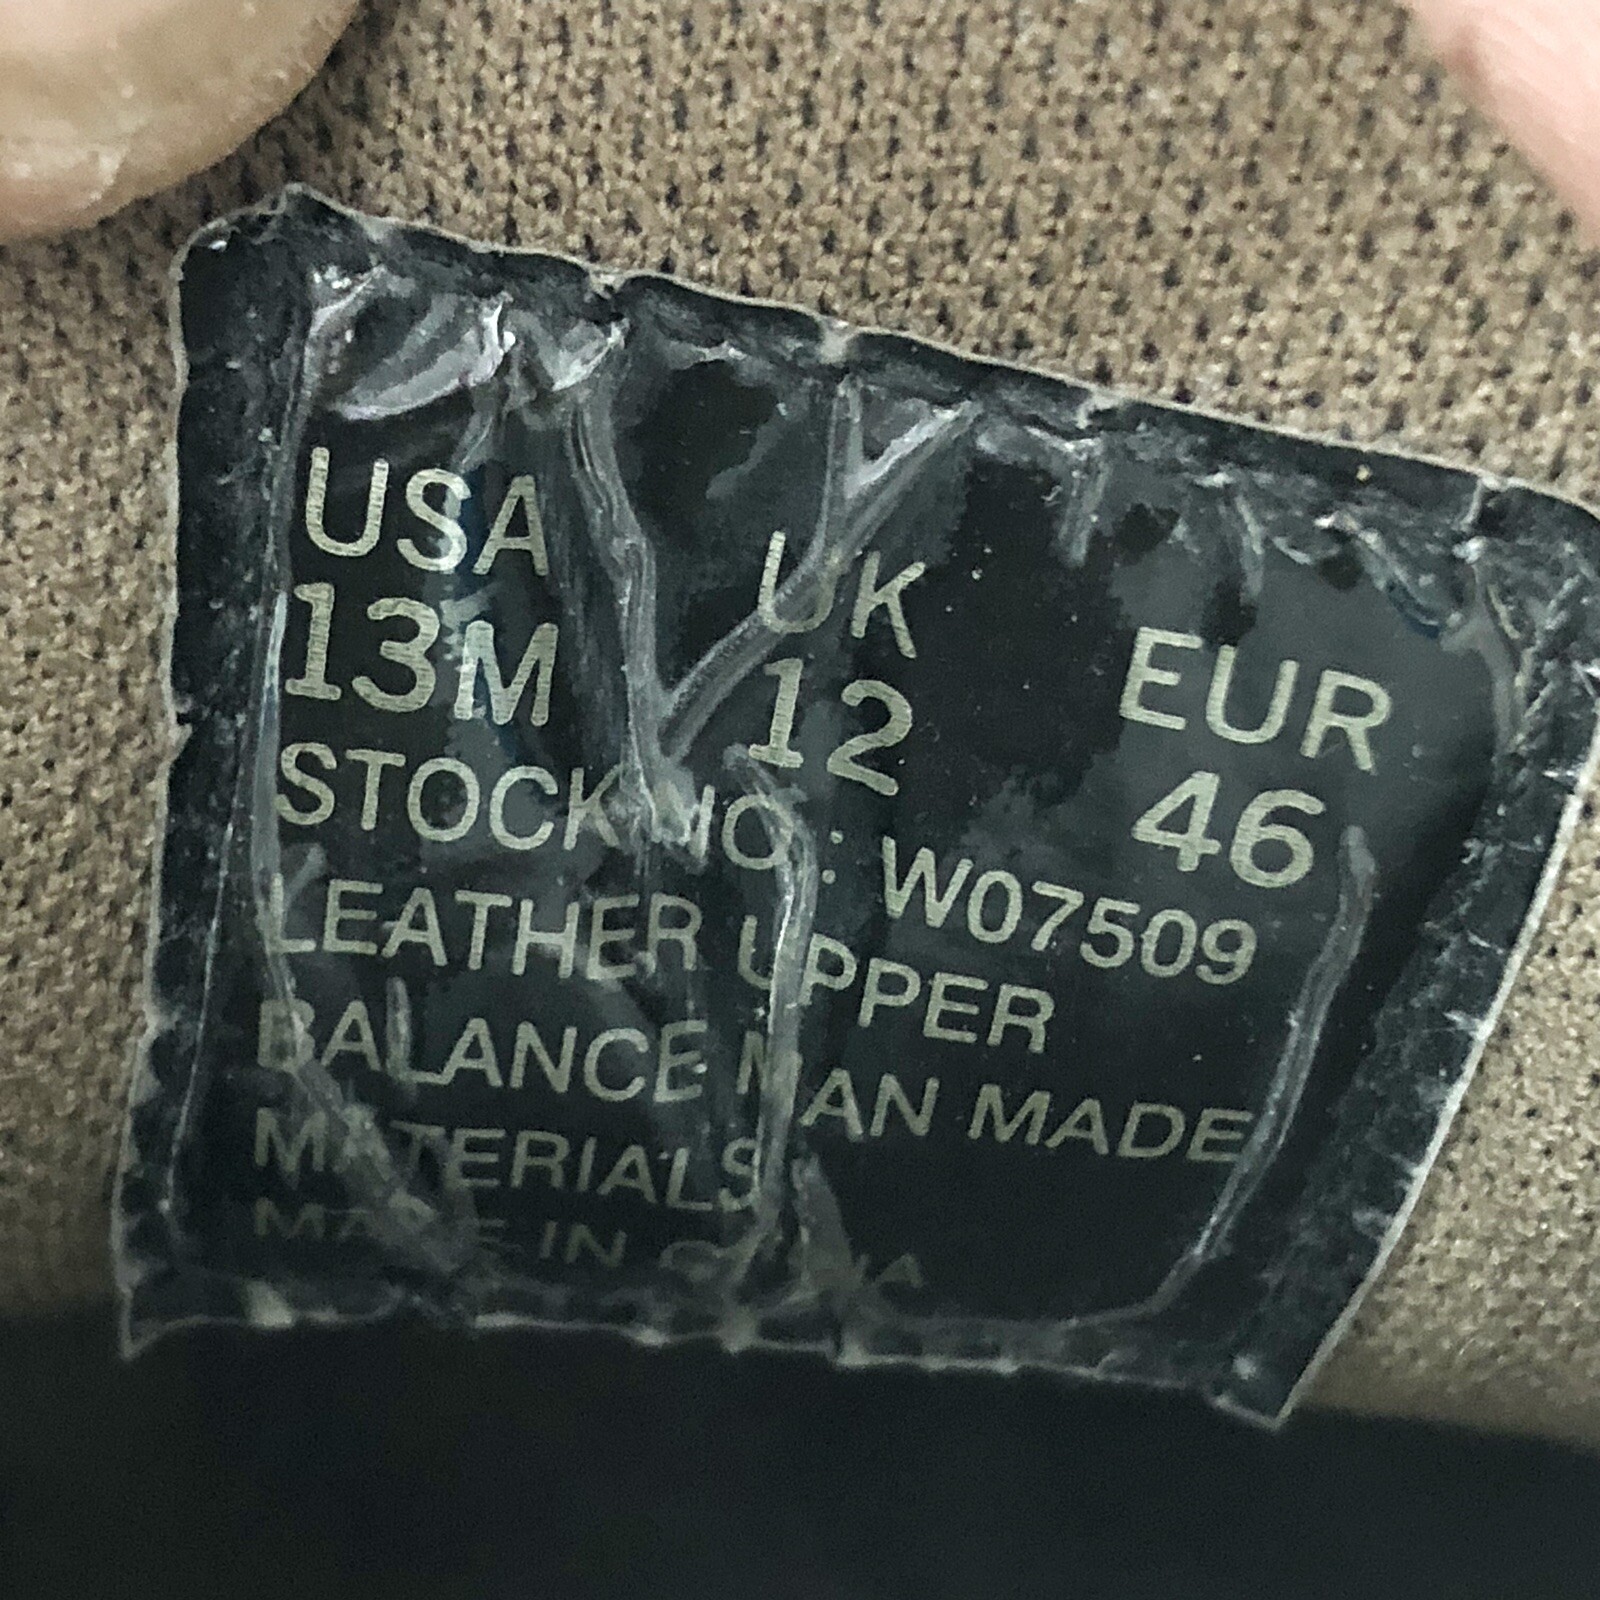 USA UK EUR
13M 12 46
STOCK NO.: W07509
LEATHER UPPER
BALANCE MAN MADE
MATERIALS
MADE IN CHINA